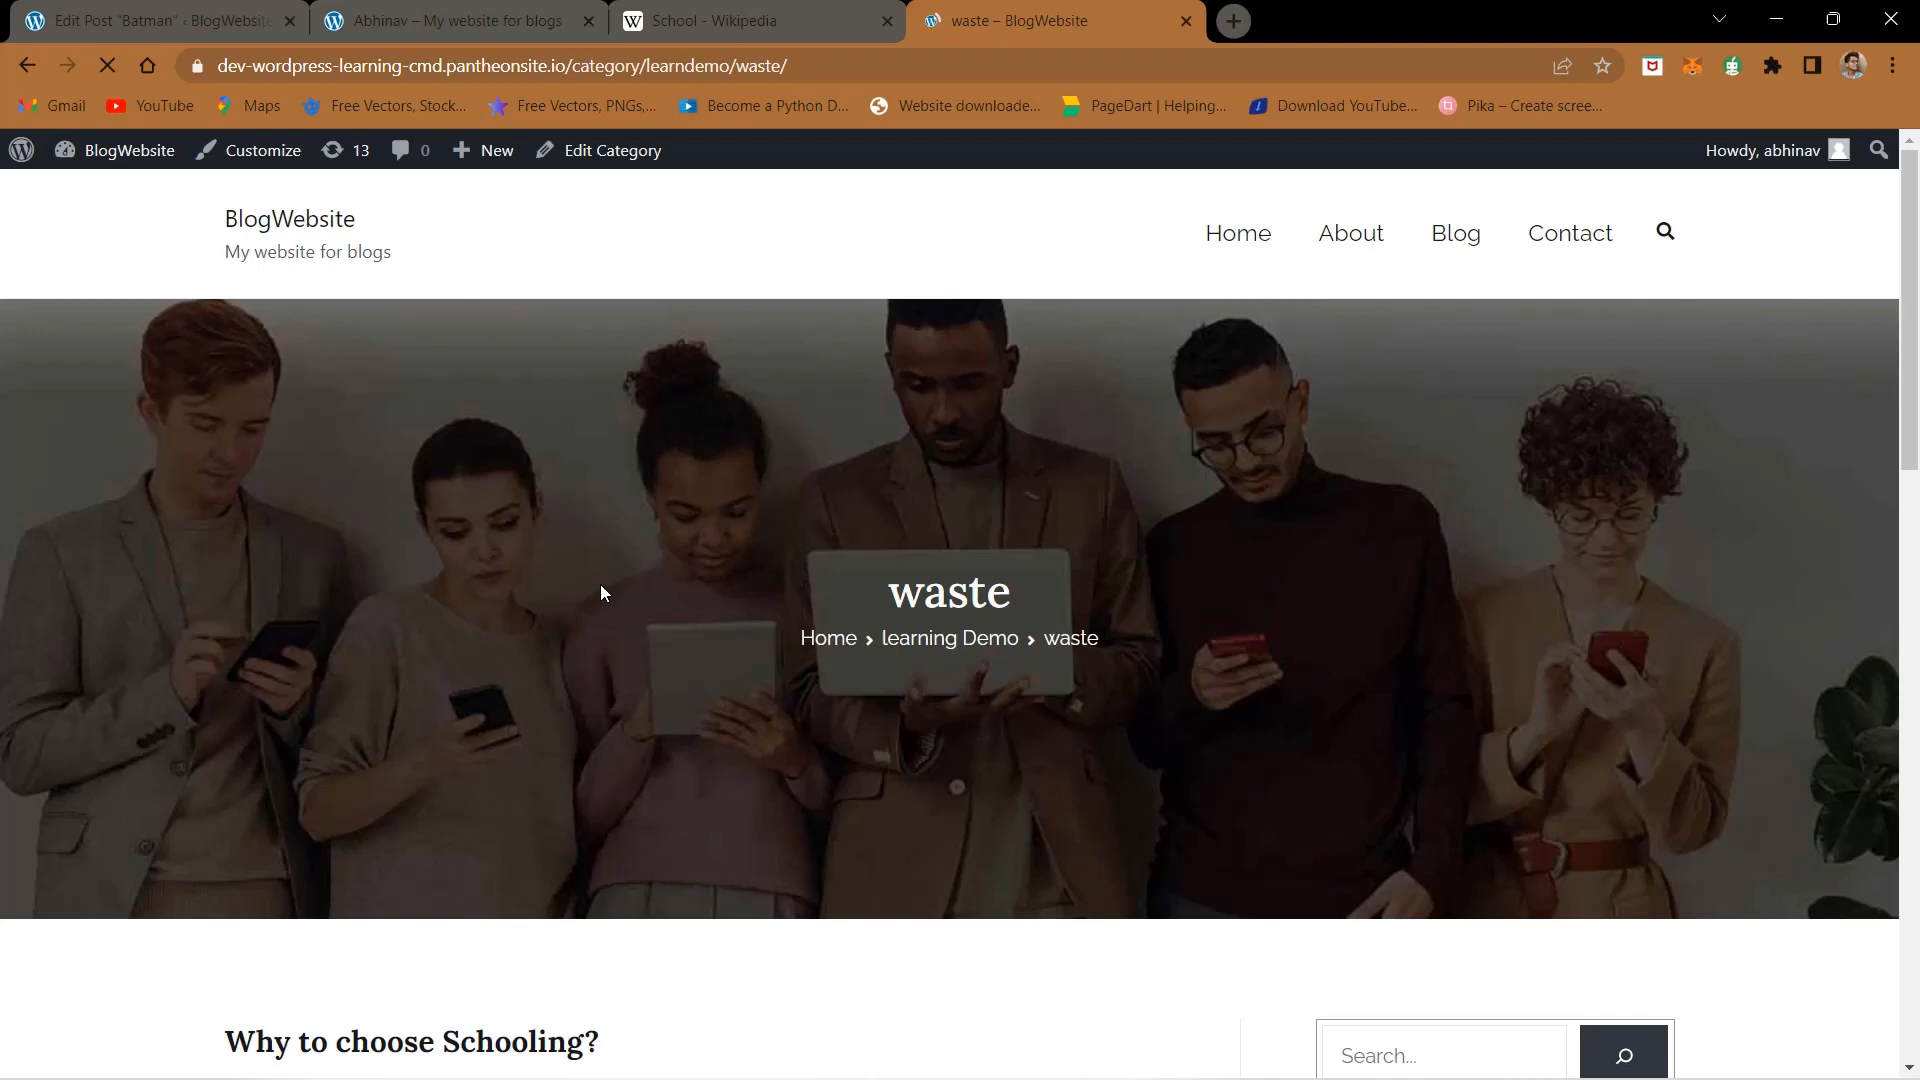 Edit Post "Batman" ‹ BlogWebsite
Abhinav – My website for blogs
School - Wikipedia
waste – BlogWebsite
dev-wordpress-learning-cmd.pantheonsite.io/category/learndemo/waste/
Gmail
YouTube
Maps
Free Vectors, Stock...
Free Vectors, PNGs,...
Become a Python D...
Website downloade...
PageDart | Helping...
Download YouTube...
Pika – Create scree...
BlogWebsite
Customize
13
0
New
Edit Category
Howdy, abhinav
BlogWebsite
My website for blogs
Home
About
Blog
Contact
waste
Home › learning Demo › waste
Why to choose Schooling?
Search...